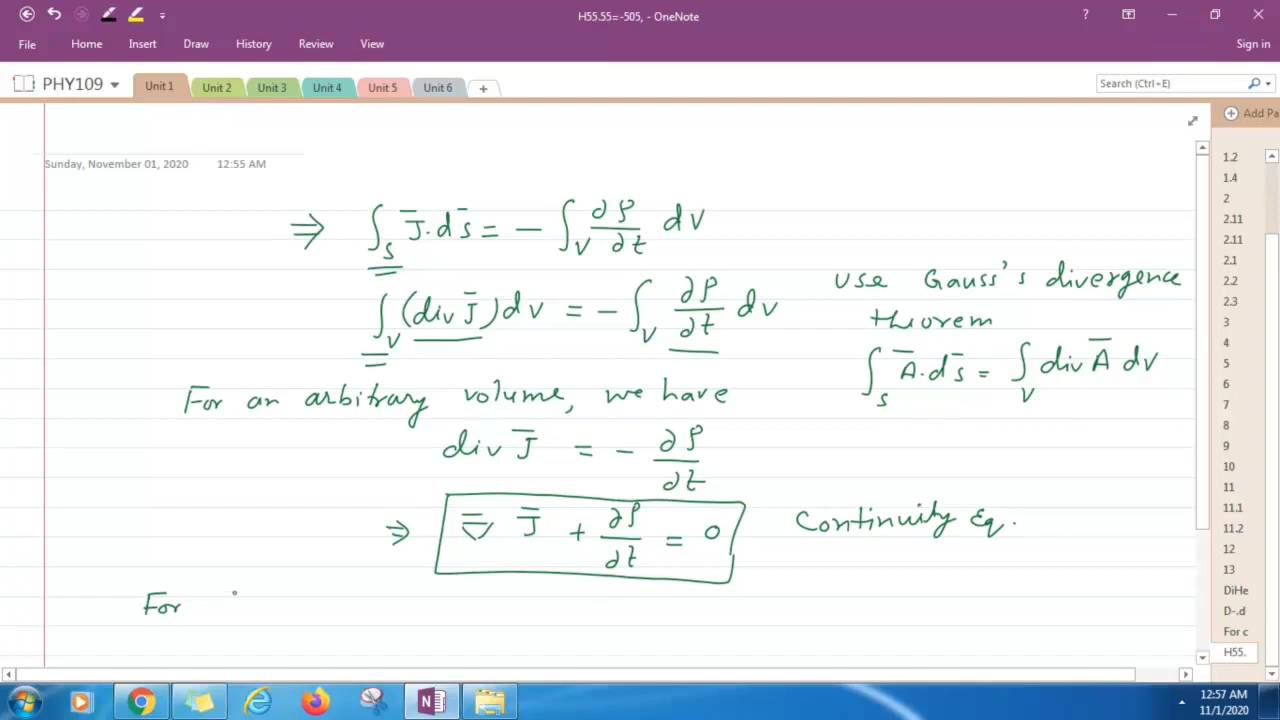 H55.55=-505, - OneNote
?
File Home Insert Draw History Review View
Sign in
PHY109 Unit 1 Unit 2 Unit 3 Unit 4 Unit 5 Unit 6 +
Search (Ctrl+E)
Add Pa
Sunday, November 01, 2020 12:55 AM
⇒ ∫_S J̄.ds̄ = - ∫_V ∂ρ/∂t dV
∫_V (div J̄) dv = - ∫_V ∂ρ/∂t dv
Use Gauss's divergence
theorem
∫_S Ā.ds̄ = ∫_V div Ā dv
For an arbitrary volume, we have
div J̄ = - ∂ρ/∂t
⇒ ∇̄ J̄ + ∂ρ/∂t = 0 Continuity Eq.
For
1.2
1.4
2
2.11
2.11
2.1
2.2
2.3
3
4
5
6
7
8
9
10
11
11.1
11.2
12
13
DiHe
D-.d
For c
H55.
12:57 AM
11/1/2020